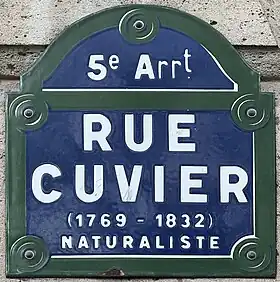 5e Arrt
RUE
CUVIER
(1769 - 1832)
NATURALISTE